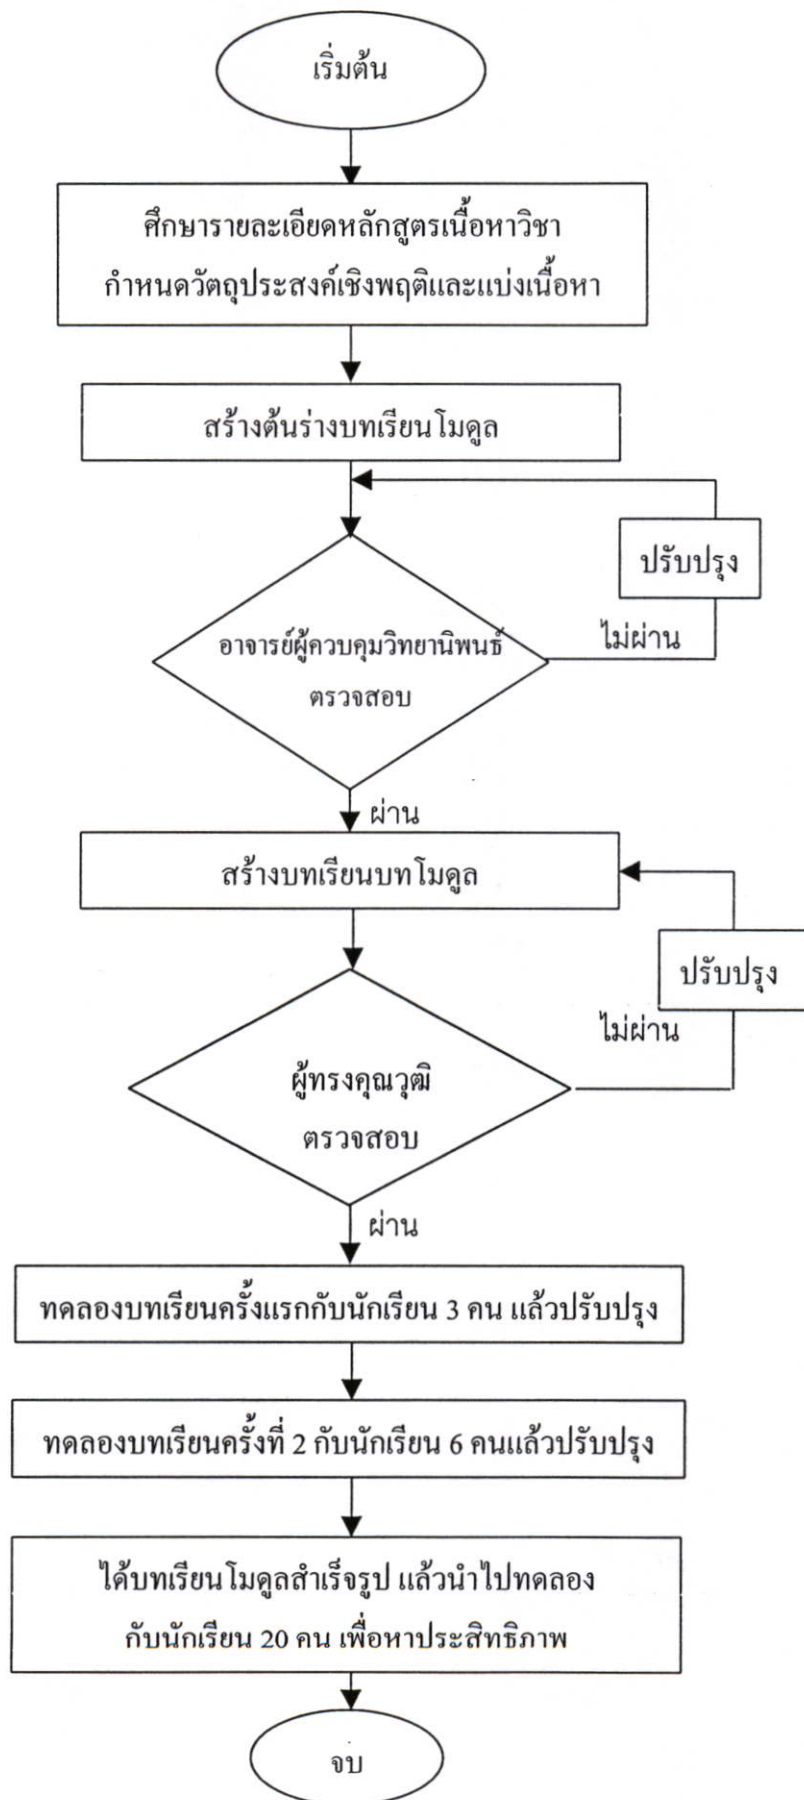 เริ่มต้น
ศึกษารายละเอียดหลักสูตรเนื้อหาวิชา
กำหนดวัตถุประสงค์เชิงพฤติและแบ่งเนื้อหา
สร้างต้นร่างบทเรียนโมดูล
ปรับปรุง
ไม่ผ่าน
อาจารย์ผู้ควบคุมวิทยานิพนธ์
ตรวจสอบ
ผ่าน
สร้างบทเรียนบทโมดูล
ปรับปรุง
ไม่ผ่าน
ผู้ทรงคุณวุฒิ
ตรวจสอบ
ผ่าน
ทดลองบทเรียนครั้งแรกกับนักเรียน 3 คน แล้วปรับปรุง
ทดลองบทเรียนครั้งที่ 2 กับนักเรียน 6 คนแล้วปรับปรุง
ได้บทเรียนโมดูลสำเร็จรูป แล้วนำไปทดลอง
กับนักเรียน 20 คน เพื่อหาประสิทธิภาพ
จบ